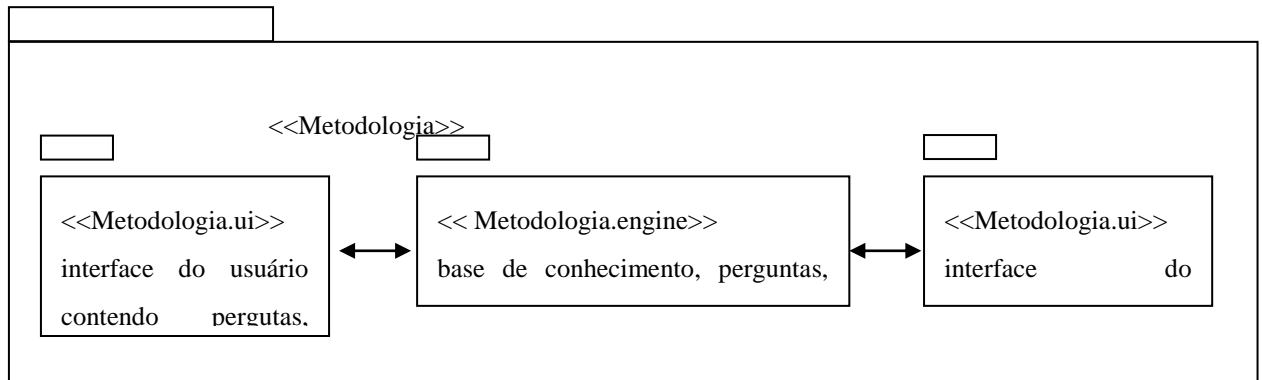 <<Metodologia>>
<<Metodologia.ui>>
interface do usuário
contendo pergutas,
<< Metodologia.engine>>
base de conhecimento, perguntas,
<<Metodologia.ui>>
interface do